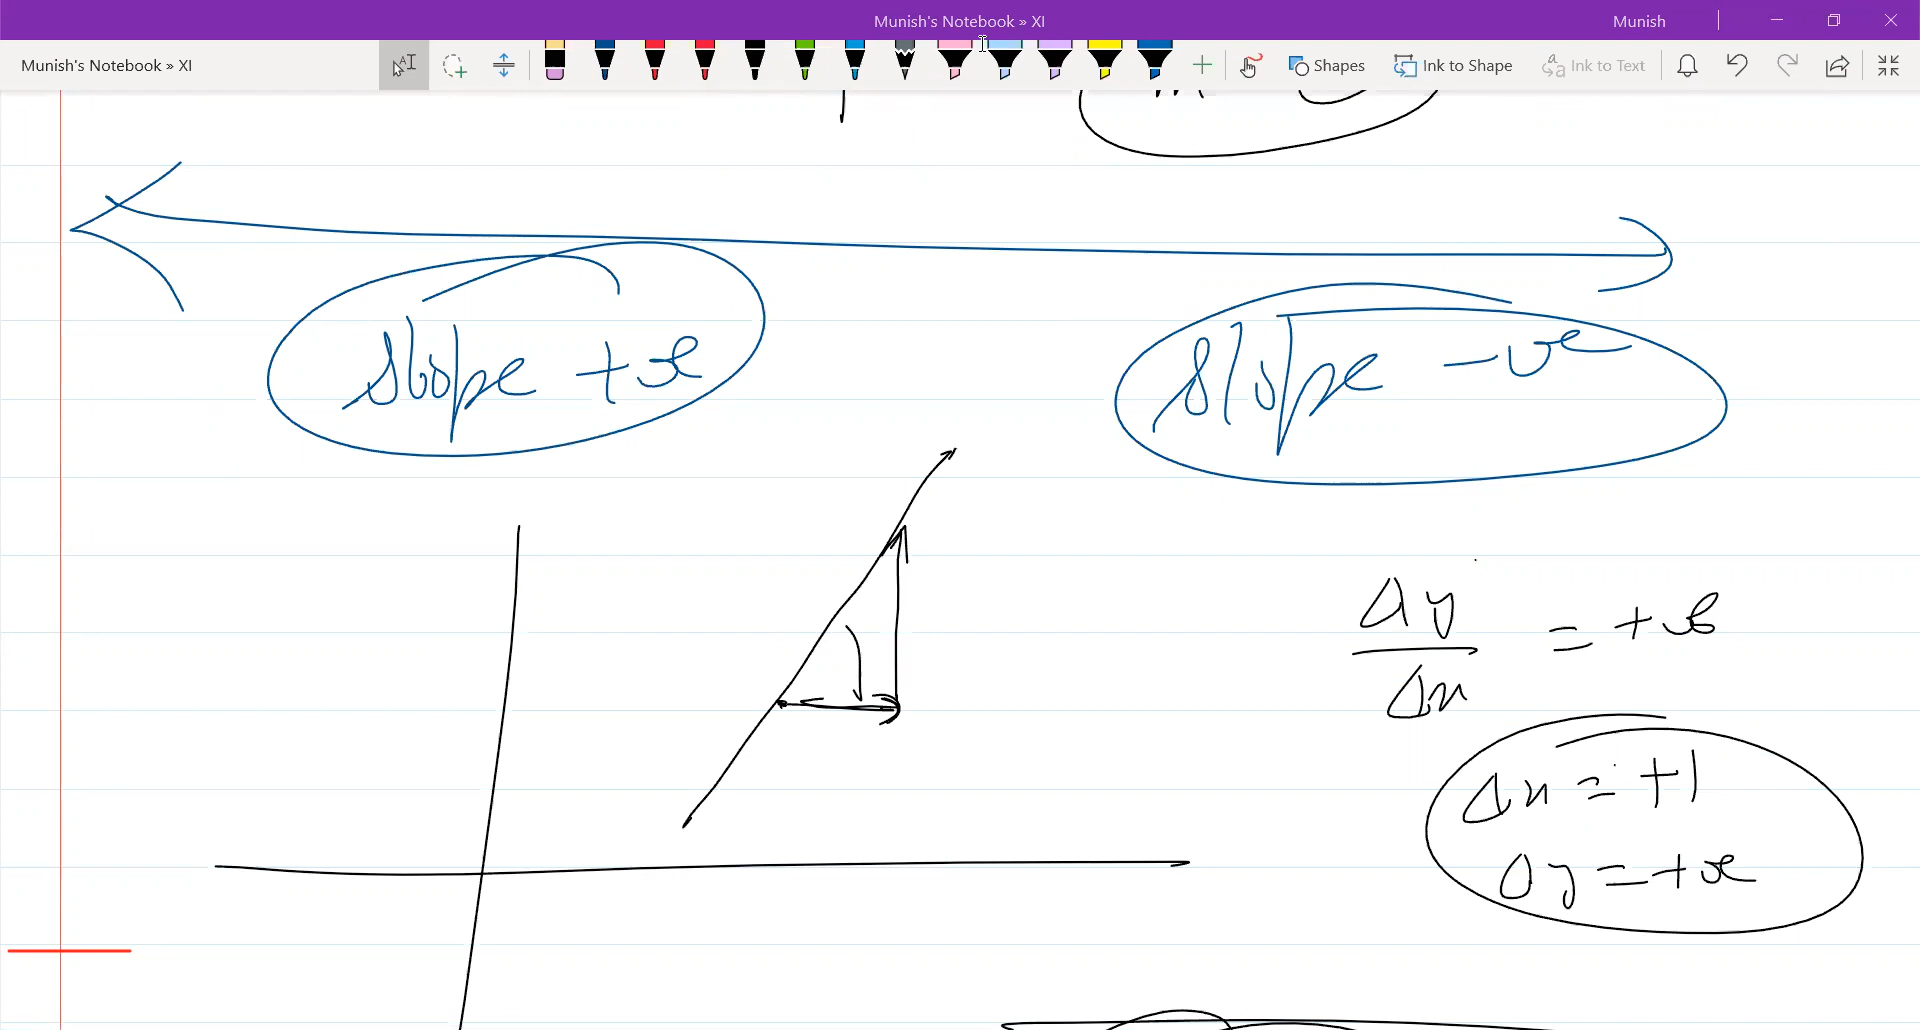 Munish's Notebook » XI
Munish
Munish's Notebook » XI
Shapes
Ink to Shape
Ink to Text
Slope +ve
Slope -ve
Δy
Δx
= +ve
Δx = +1
Δy = +ve